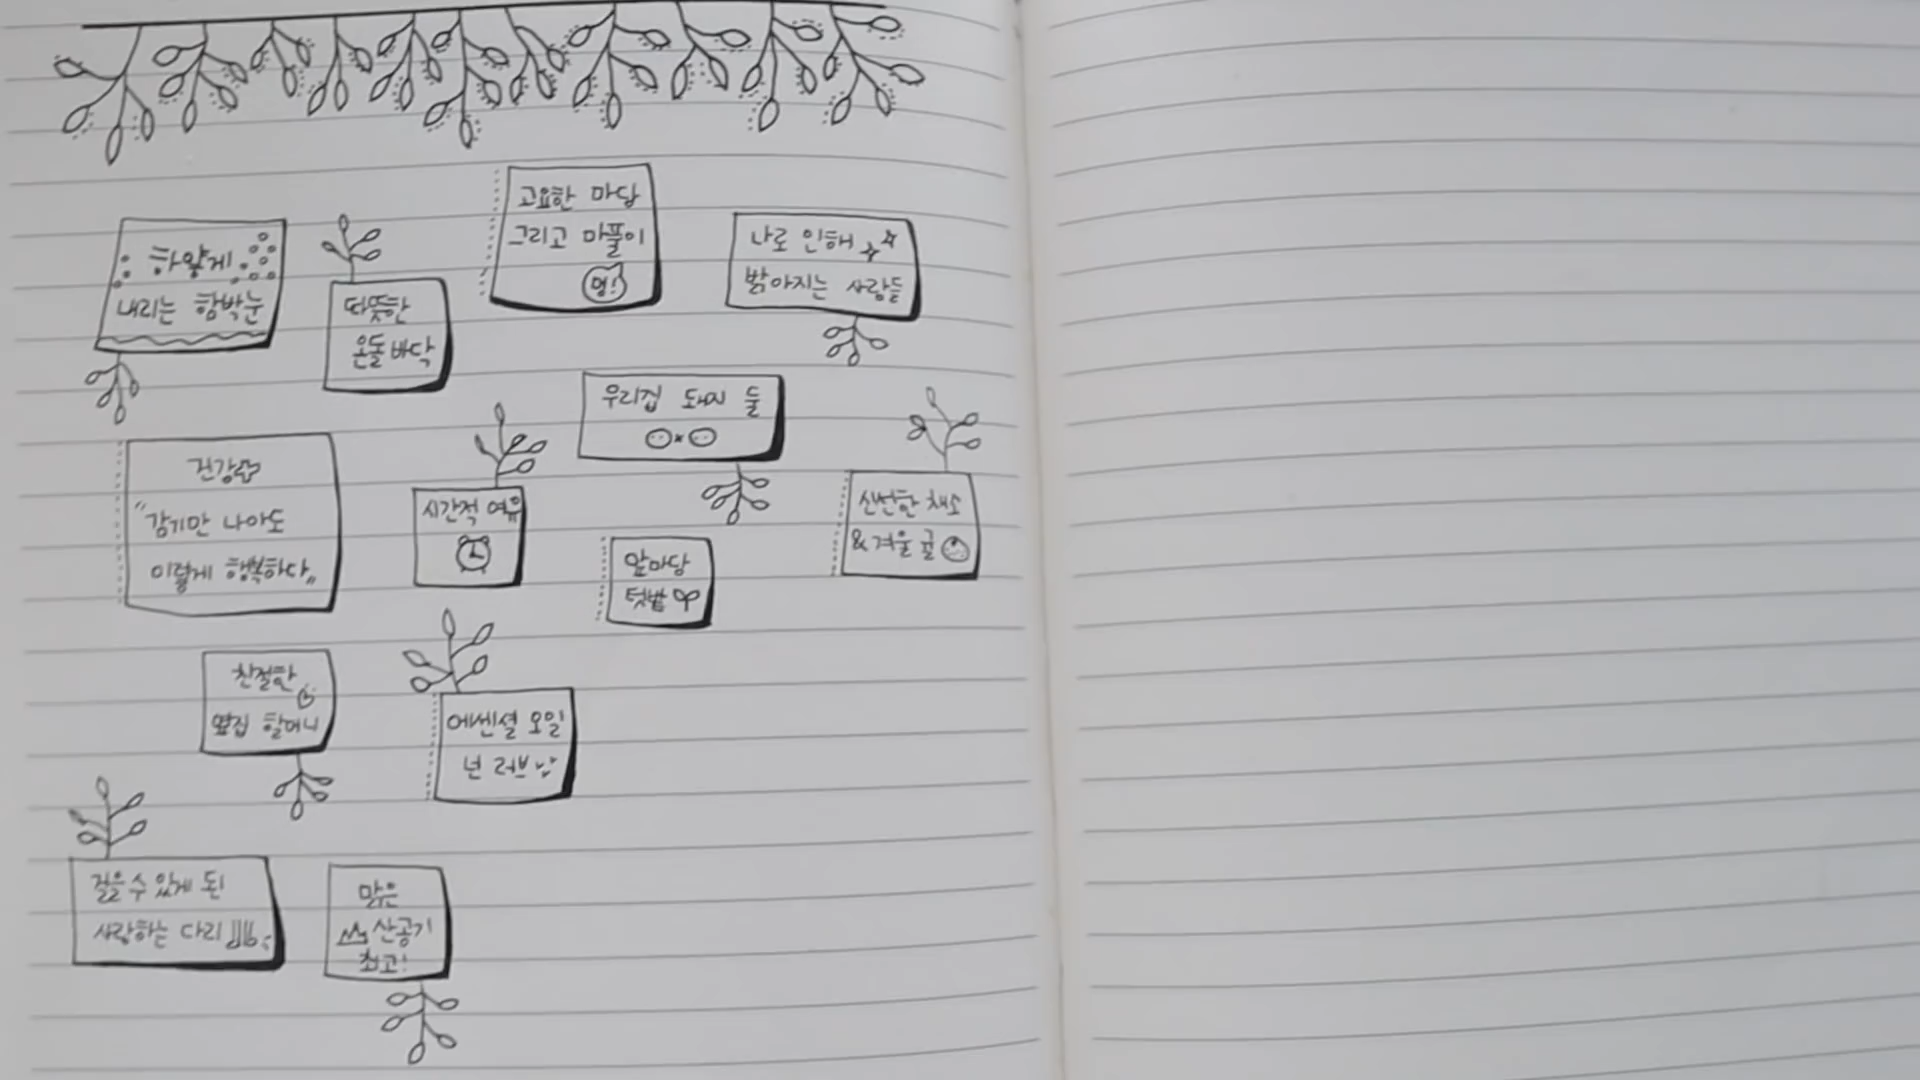 하얗게
내리는 함박눈
따뜻한
온돌 바닥
고요한 마당
그리고 마풀이
멍!
나로 인해
밝아지는 사람들
건강
"감기만 나아도
이렇게 행복하다"
시간적 여유
우리집 돼지 둘
앞마당
텃밭
신선한 채소
& 겨울 귤
친절한
옆집 할머니
에센셜 오일
넌 러브
걸을 수 있게 된
사랑하는 다리
맑은
산공기
최고!